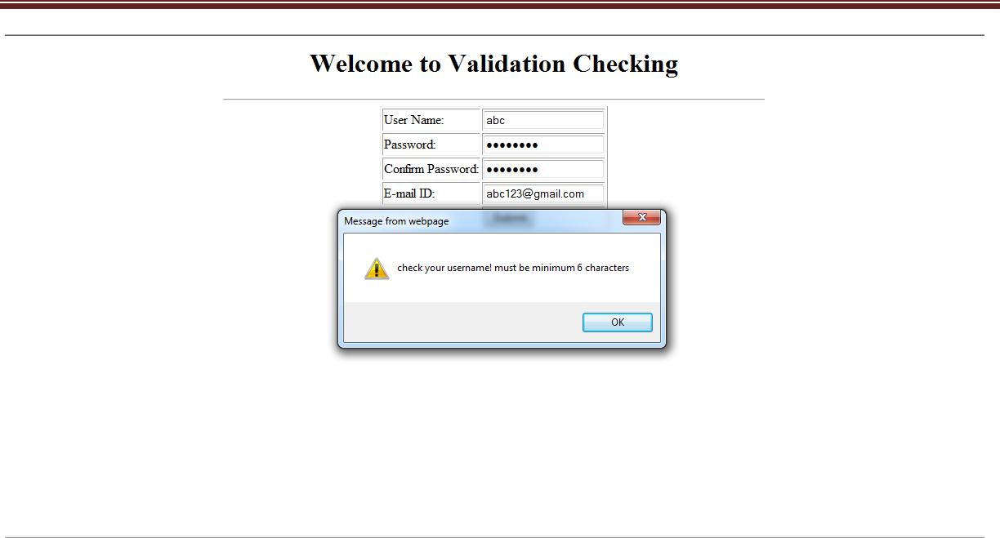 Welcome to Validation Checking
User Name: abc
Password: ●●●●●●●●
Confirm Password: ●●●●●●●●
E-mail ID: abc123@gmail.com
Submit
Message from webpage
check your username! must be minimum 6 characters
OK